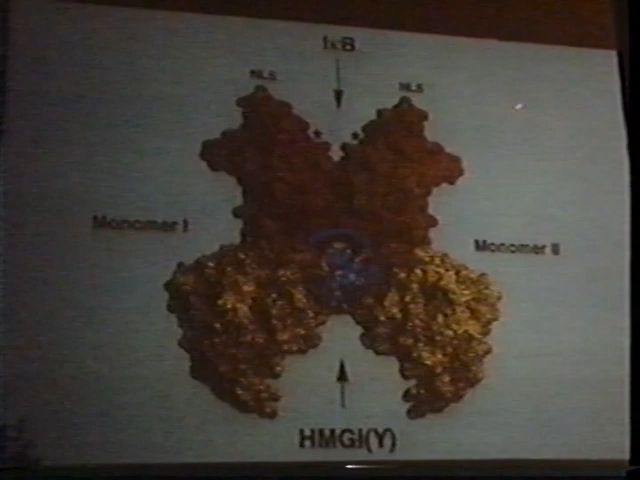 IκB
NLS NLS
Monomer I
Monomer II
HMGI(Y)